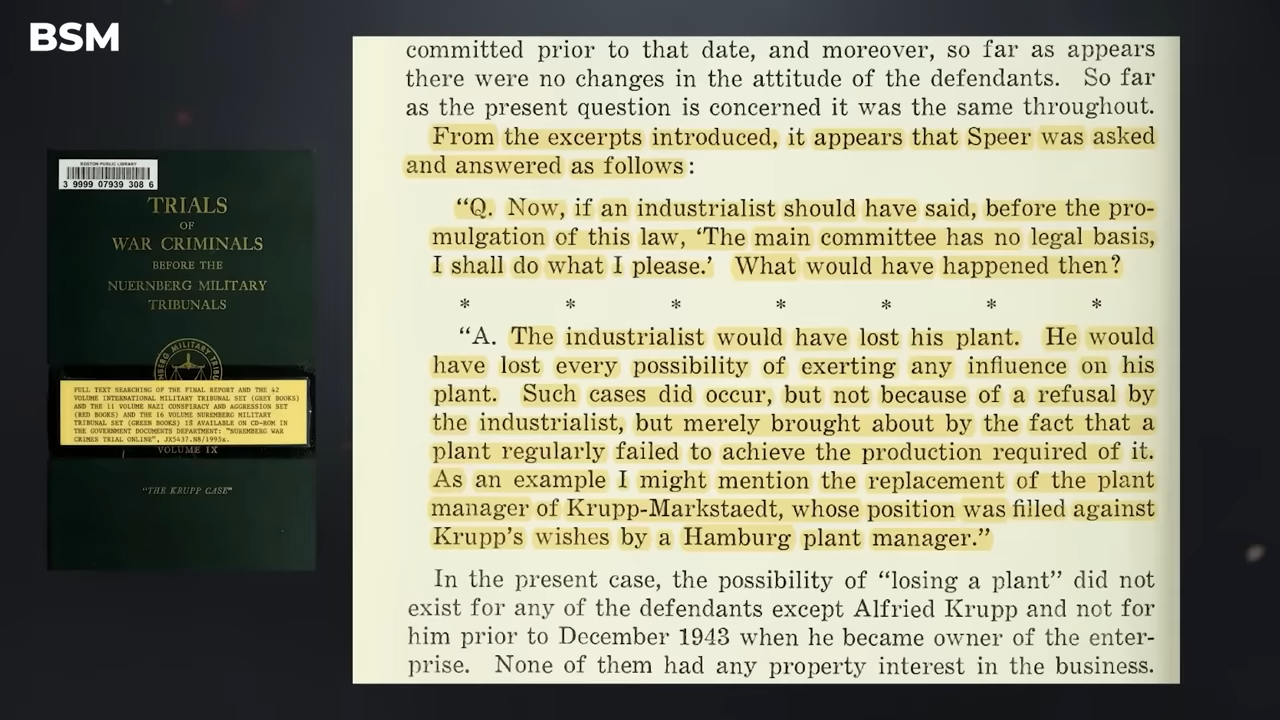 BSM
BOSTON PUBLIC LIBRARY
3 9999 07939 308 6
TRIALS
OF
WAR CRIMINALS
BEFORE THE
NUERNBERG MILITARY
TRIBUNALS
FULL TEXT SEARCHING OF THE FINAL REPORT AND THE 42
VOLUME INTERNATIONAL MILITARY TRIBUNAL SET (GREY BOOKS)
AND THE 11 VOLUME NAZI CONSPIRACY AND AGGRESSION SET
(RED BOOKS) AND THE 16 VOLUME NUREMBERG MILITARY
TRIBUNAL SET (GREEN BOOKS) IS AVAILABLE ON CD-ROM IN
THE GOVERNMENT DOCUMENTS DEPARTMENT: "NUREMBERG WAR
CRIMES TRIAL ONLINE", JX5437.N8/1995x.
VOLUME IX
"THE KRUPP CASE"
committed prior to that date, and moreover, so far as appears
there were no changes in the attitude of the defendants. So far
as the present question is concerned it was the same throughout.
From the excerpts introduced, it appears that Speer was asked
and answered as follows:
“Q. Now, if an industrialist should have said, before the pro-
mulgation of this law, ‘The main committee has no legal basis,
I shall do what I please.’ What would have happened then?
* * * * * * *
“A. The industrialist would have lost his plant. He would
have lost every possibility of exerting any influence on his
plant. Such cases did occur, but not because of a refusal by
the industrialist, but merely brought about by the fact that a
plant regularly failed to achieve the production required of it.
As an example I might mention the replacement of the plant
manager of Krupp-Markstaedt, whose position was filled against
Krupp’s wishes by a Hamburg plant manager.”
In the present case, the possibility of “losing a plant” did not
exist for any of the defendants except Alfried Krupp and not for
him prior to December 1943 when he became owner of the enter-
prise. None of them had any property interest in the business.